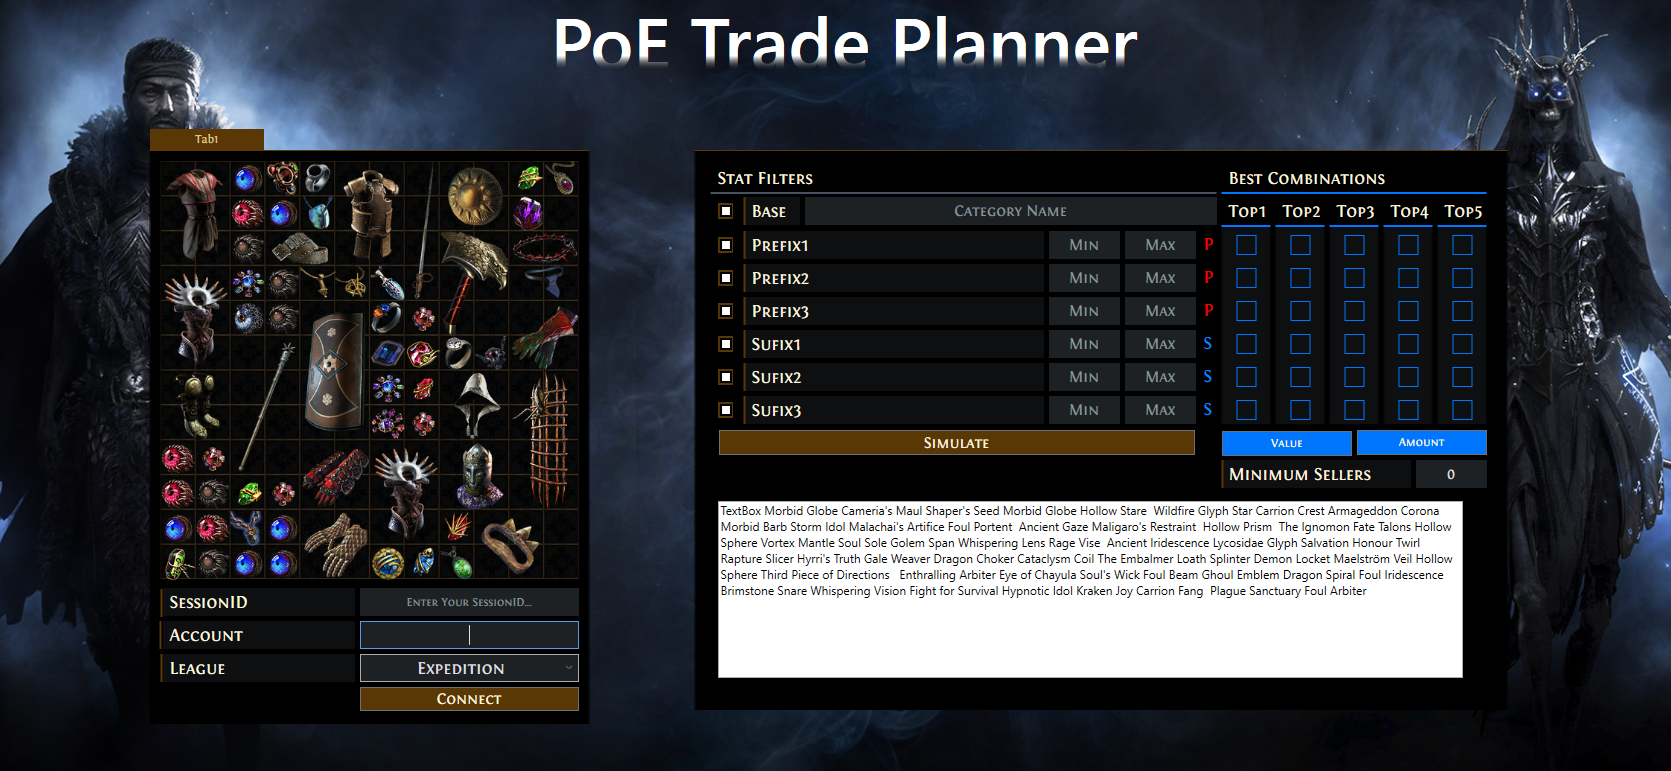 PoE Trade Planner
Tab1
SessionID
Enter Your SessionID...
Account
League
Expedition
Connect
Stat Filters
Base
Category Name
Prefix1 Min Max P
Prefix2 Min Max P
Prefix3 Min Max P
Sufix1 Min Max S
Sufix2 Min Max S
Sufix3 Min Max S
Simulate
Best Combinations
Top1 Top2 Top3 Top4 Top5
Value Amount
Minimum Sellers 0
TextBox Morbid Globe Cameria's Maul Shaper's Seed Morbid Globe Hollow Stare  Wildfire Glyph Star Carrion Crest Armageddon Corona
Morbid Barb Storm Idol Malachai's Artifice Foul Portent  Ancient Gaze Maligaro's Restraint  Hollow Prism  The Ignomon Fate Talons Hollow
Sphere Vortex Mantle Soul Sole Golem Span Whispering Lens Rage Vise  Ancient Iridescence Lycosidae Glyph Salvation Honour Twirl
Rapture Slicer Hyrri's Truth Gale Weaver Dragon Choker Cataclysm Coil The Embalmer Loath Splinter Demon Locket Maelström Veil Hollow
Sphere Third Piece of Directions   Enthralling Arbiter Eye of Chayula Soul's Wick Foul Beam Ghoul Emblem Dragon Spiral Foul Iridescence
Brimstone Snare Whispering Vision Fight for Survival Hypnotic Idol Kraken Joy Carrion Fang  Plague Sanctuary Foul Arbiter